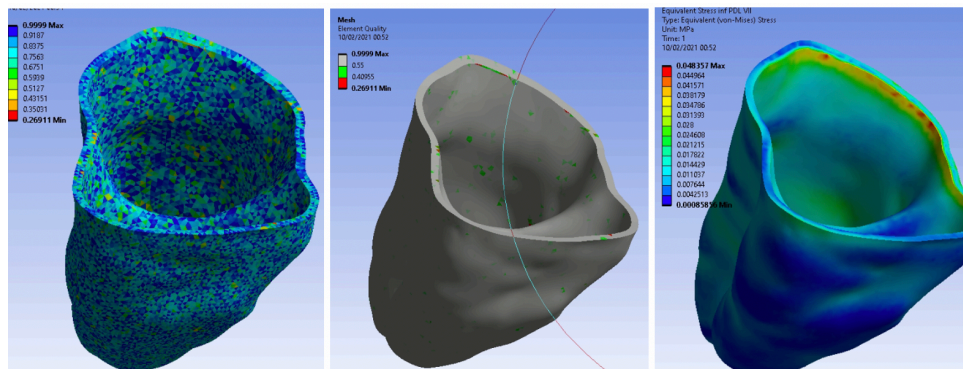 0.9999 Max
0.9187
0.8375
0.7563
0.6751
0.5939
0.5127
0.43151
0.35031
0.26911 Min
Mesh
Element Quality
10/02/2021 00:52
0.9999 Max
0.55
0.40955
0.26911 Min
Equivalent Stress inf PDL VII
Type: Equivalent (von-Mises) Stress
Unit: MPa
Time: 1
10/02/2021 00:52
0.048357 Max
0.044964
0.041571
0.038179
0.034786
0.031393
0.028
0.024608
0.021215
0.017822
0.014429
0.011037
0.007644
0.0042513
0.00085856 Min